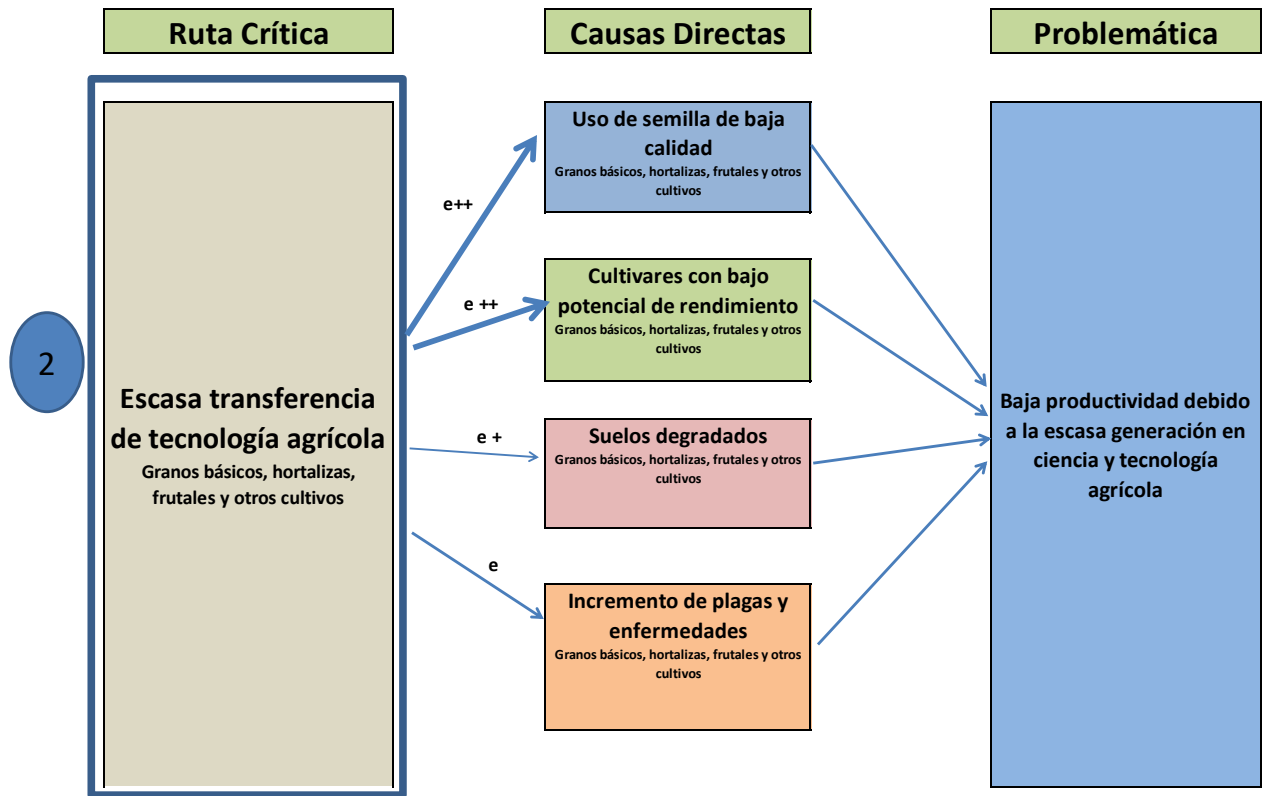 Ruta Crítica
Causas Directas
Problemática
2
Escasa transferencia
de tecnología agrícola
Granos básicos, hortalizas,
frutales y otros cultivos
e++
e ++
e +
e
Uso de semilla de baja
calidad
Granos básicos, hortalizas, frutales y otros
cultivos
Cultivares con bajo
potencial de rendimiento
Granos básicos, hortalizas, frutales y otros
cultivos
Suelos degradados
Granos básicos, hortalizas, frutales y otros
cultivos
Incremento de plagas y
enfermedades
Granos básicos, hortalizas, frutales y otros
cultivos
Baja productividad debido
a la escasa generación en
ciencia y tecnología
agrícola